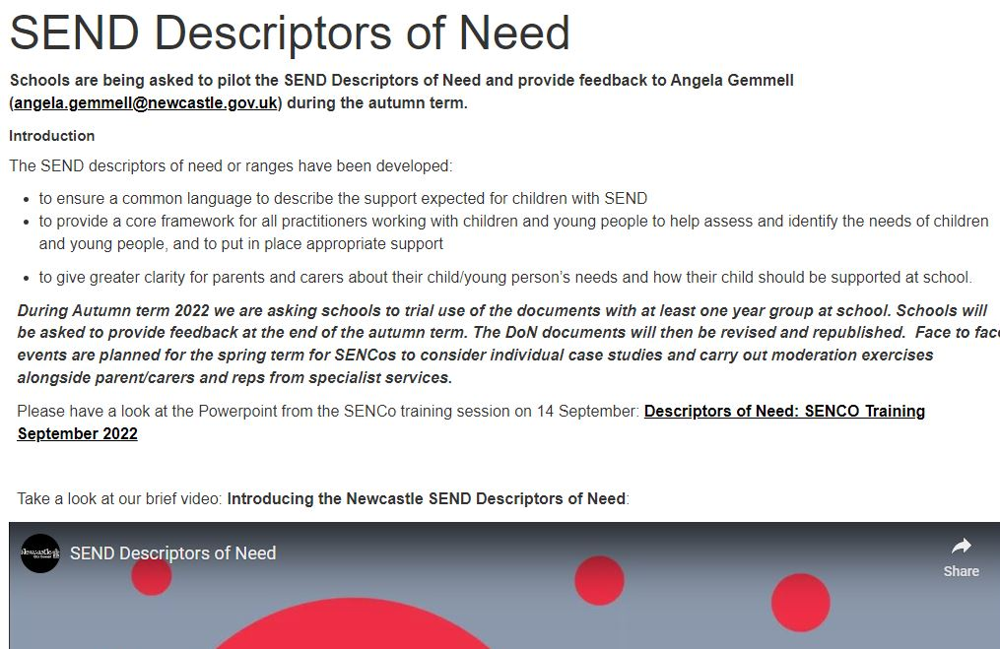 SEND Descriptors of Need
Schools are being asked to pilot the SEND Descriptors of Need and provide feedback to Angela Gemmell
(angela.gemmell@newcastle.gov.uk) during the autumn term.
Introduction
The SEND descriptors of need or ranges have been developed:
• to ensure a common language to describe the support expected for children with SEND
• to provide a core framework for all practitioners working with children and young people to help assess and identify the needs of children
and young people, and to put in place appropriate support
• to give greater clarity for parents and carers about their child/young person’s needs and how their child should be supported at school.
During Autumn term 2022 we are asking schools to trial use of the documents with at least one year group at school. Schools will
be asked to provide feedback at the end of the autumn term. The DoN documents will then be revised and republished.  Face to fac
events are planned for the spring term for SENCos to consider individual case studies and carry out moderation exercises
alongside parent/carers and reps from specialist services.
Please have a look at the Powerpoint from the SENCo training session on 14 September: Descriptors of Need: SENCO Training
September 2022
Take a look at our brief video: Introducing the Newcastle SEND Descriptors of Need:
Newcastle
SEND Descriptors of Need
Share